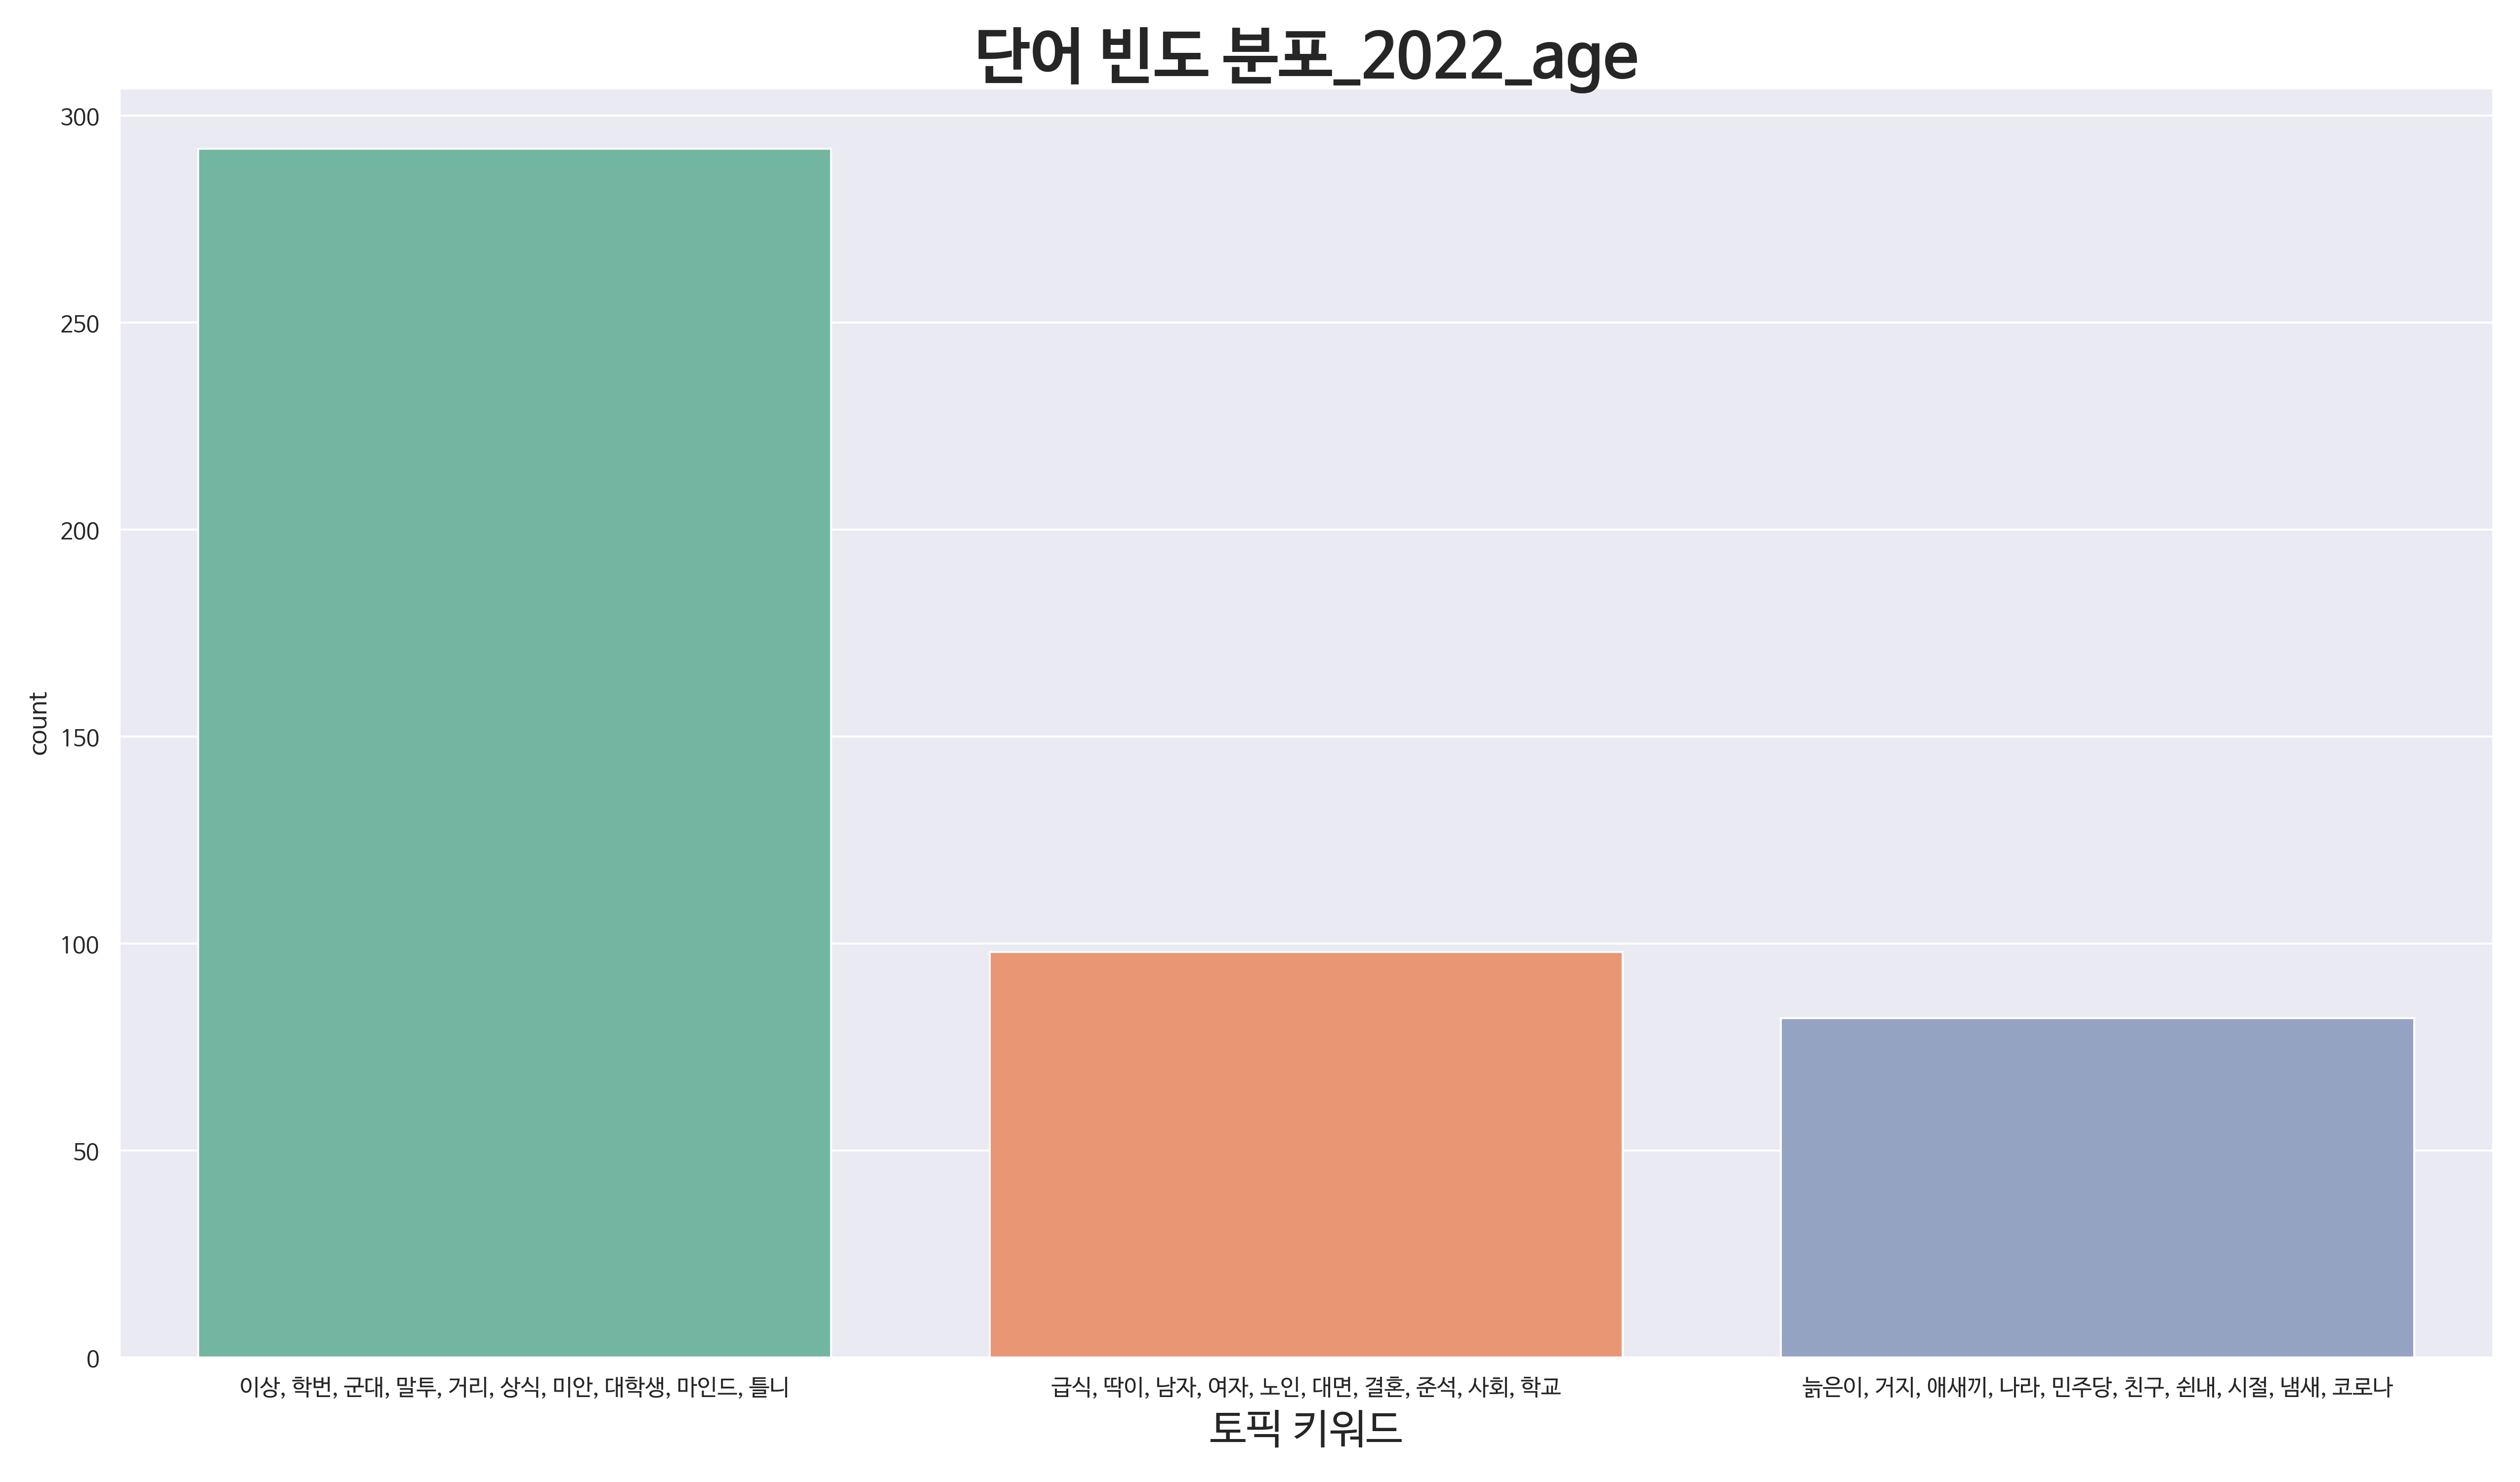 단어 빈도 분포_2022_age
300
250
200
150
100
50
0
count
이상, 학번, 군대, 말투, 거리, 상식, 미안, 대학생, 마인드, 틀니
급식, 딱이, 남자, 여자, 노인, 대면, 결혼, 준석, 사회, 학교
늙은이, 거지, 애새끼, 나라, 민주당, 친구, 쉰내, 시절, 냄새, 코로나
토픽 키워드